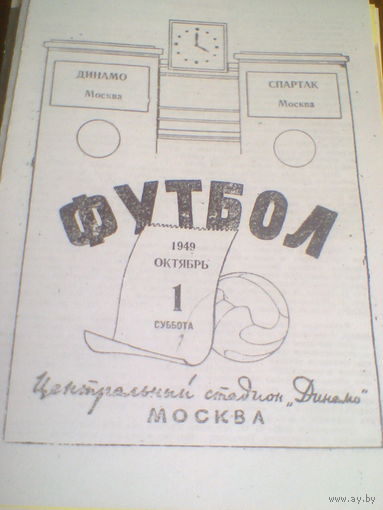 ДИНАМО
Москва
СПАРТАК
Москва
ФУТБОЛ
1949
ОКТЯБРЬ
1
СУББОТА
Центральный стадион „Динамо“
МОСКВА
www.ay.by